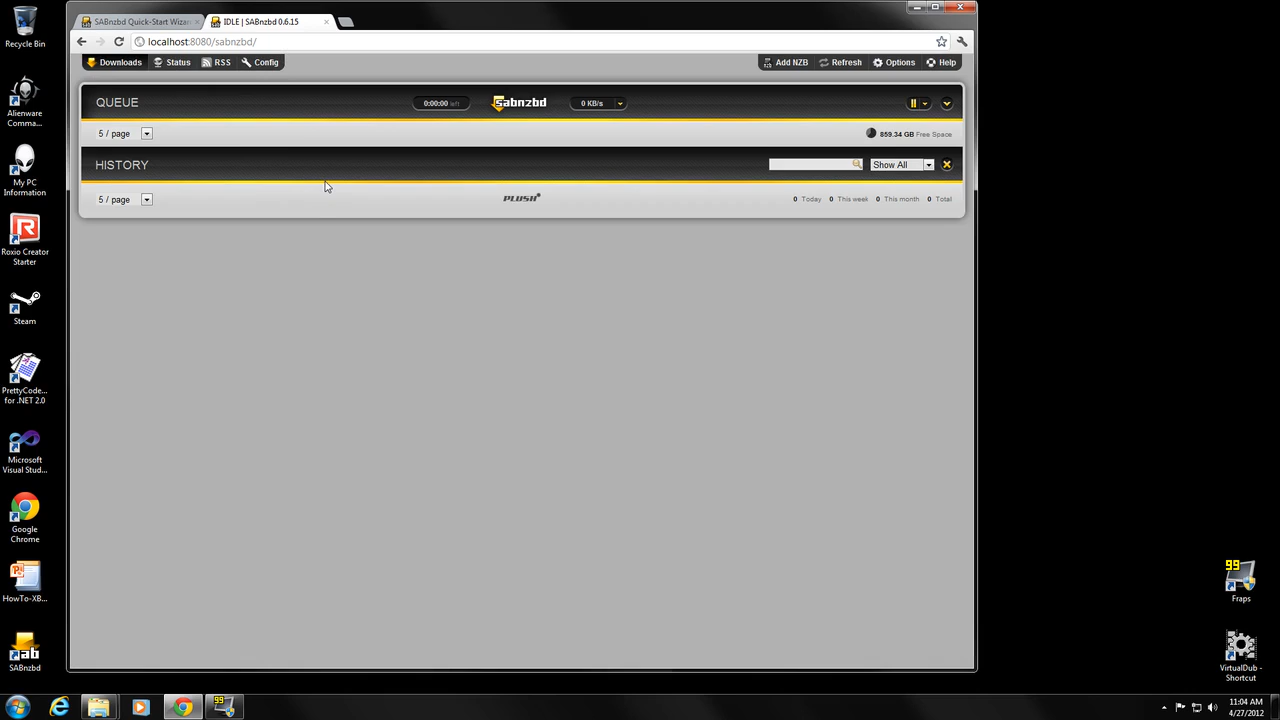 Recycle Bin
Alienware
Comma...
My PC
Information
Roxio Creator
Starter
Steam
PrettyCode...
for .NET 2.0
Microsoft
Visual Stud...
Google
Chrome
HowTo-XB...
SABnzbd
SABnzbd Quick-Start Wizar
IDLE | SABnzbd 0.6.15
localhost:8080/sabnzbd/
Downloads Status RSS Config
Add NZB Refresh Options Help
QUEUE 0:00:00 left sabnzbd 0 KB/s
5 / page 859.34 GB Free Space
HISTORY Show All
5 / page PLUSH 0 Today 0 This week 0 This month 0 Total
99
Fraps
VirtualDub -
Shortcut
99
11:04 AM
4/27/2012